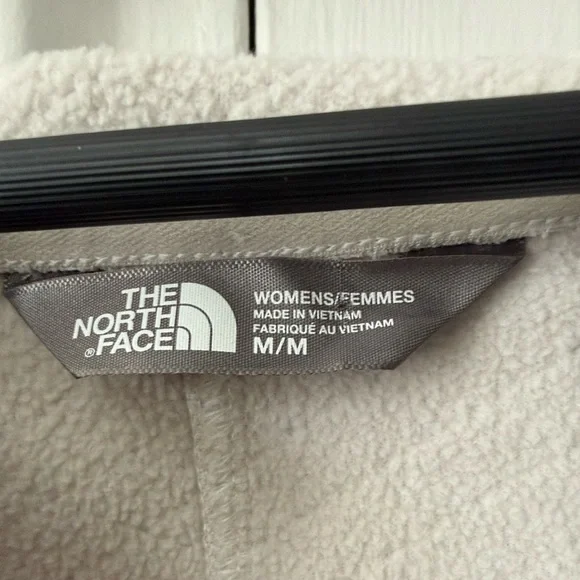 THE
NORTH
FACE®
WOMENS/FEMMES
MADE IN VIETNAM
FABRIQUÉ AU VIETNAM
M/M